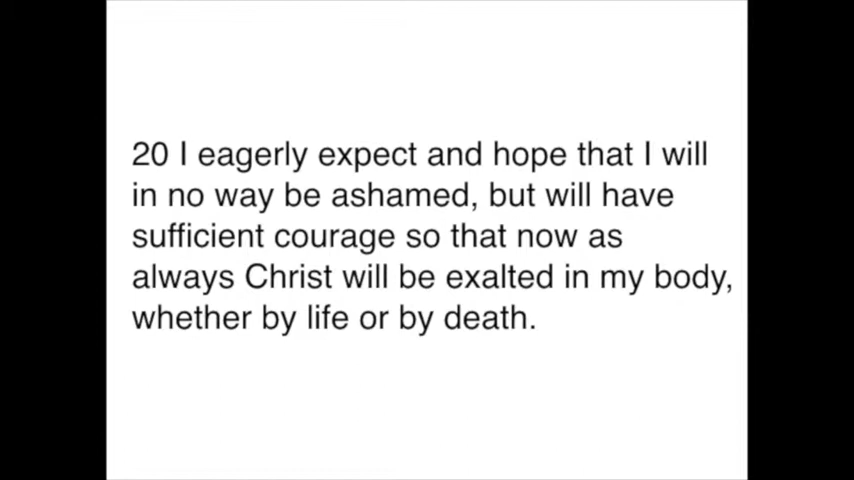 20 I eagerly expect and hope that I will
in no way be ashamed, but will have
sufficient courage so that now as
always Christ will be exalted in my body,
whether by life or by death.